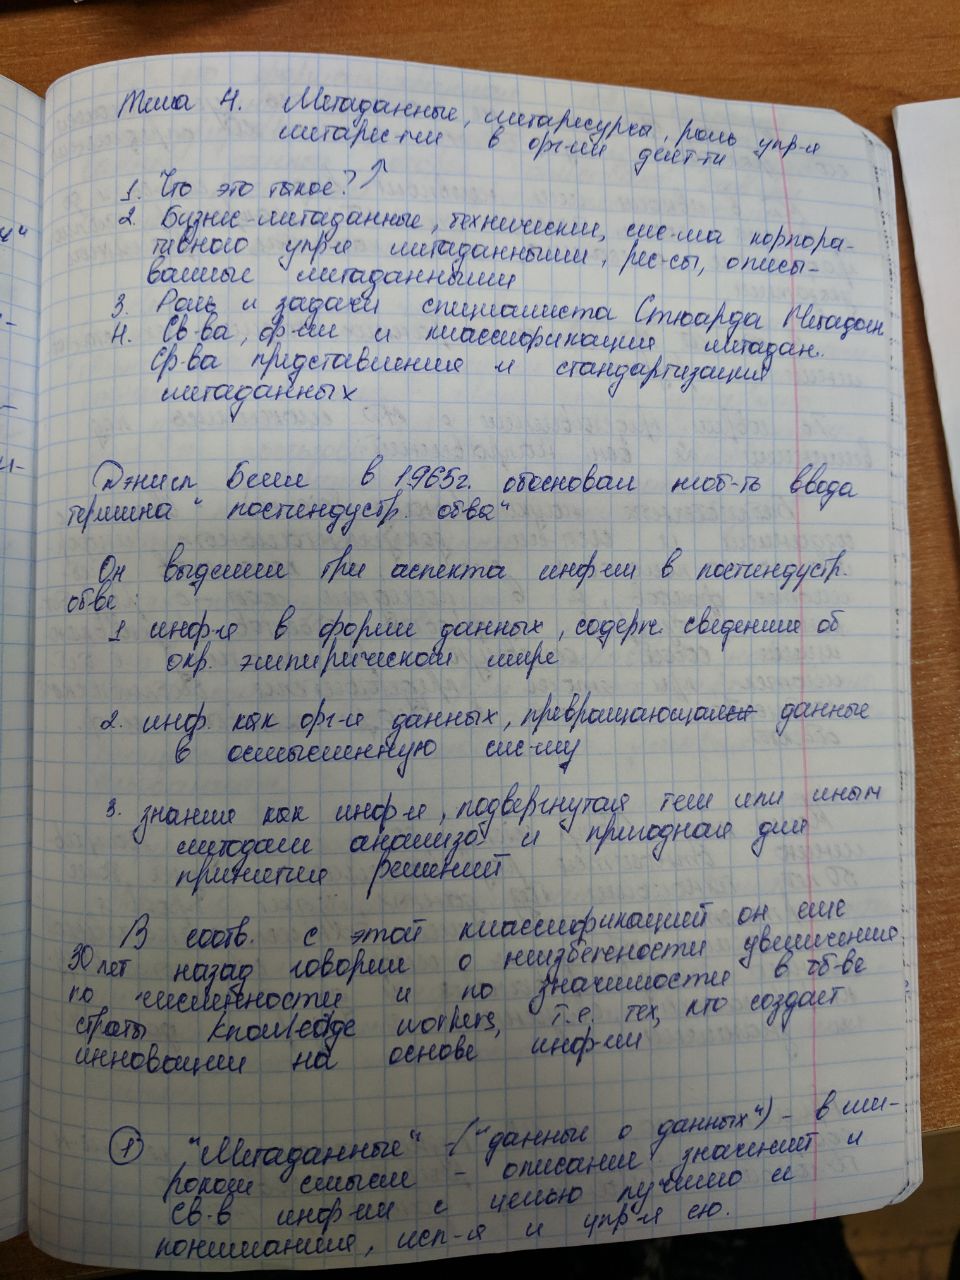 Тема 4. Метаданные, метаресурсы, роль упр-я
метарес-ми в орг-ии деят-ти
1. Что это такое? ↑
2. Бизнес-метаданные, технические, сис-ма корпора-
тивного упр-я метаданными, рес-сы, описы-
ваемые метаданными
3. Роль и задачи специалиста Стюарда Метадан
4. Св-ва, ф-ии и классификация метадан.
Ср-ва представления и стандартизации
метаданных
Дэниел Белл в 1965г. обосновал необ-ть ввода
термина "постиндустр. об-ва"
Он выделил три аспекта инф-ии в постиндустр.
об-ве:
1. инф-я в форме данных, содерж. сведения об
окр. эмпирическом мире
2. инф. как орг-я данных, превращающая данные
в осмысленную сис-му
3. знание как инф-я, подвергнутая тем или иным
методам анализа и пригодная для
принятия решений
В соотв. с этой классификацией он еще
30 лет назад говорил о неизбежности увеличения
по численности и по значимости в об-ве
страты knowledge workers, т.е. тех, кто создает
инновации на основе инф-ии
① "Метаданные" - ("данные о данных") - в ши-
роком смысле - описание значений и
св-в инф-ии с целью лучшего и
понимания, исп-я и упр-я ею.